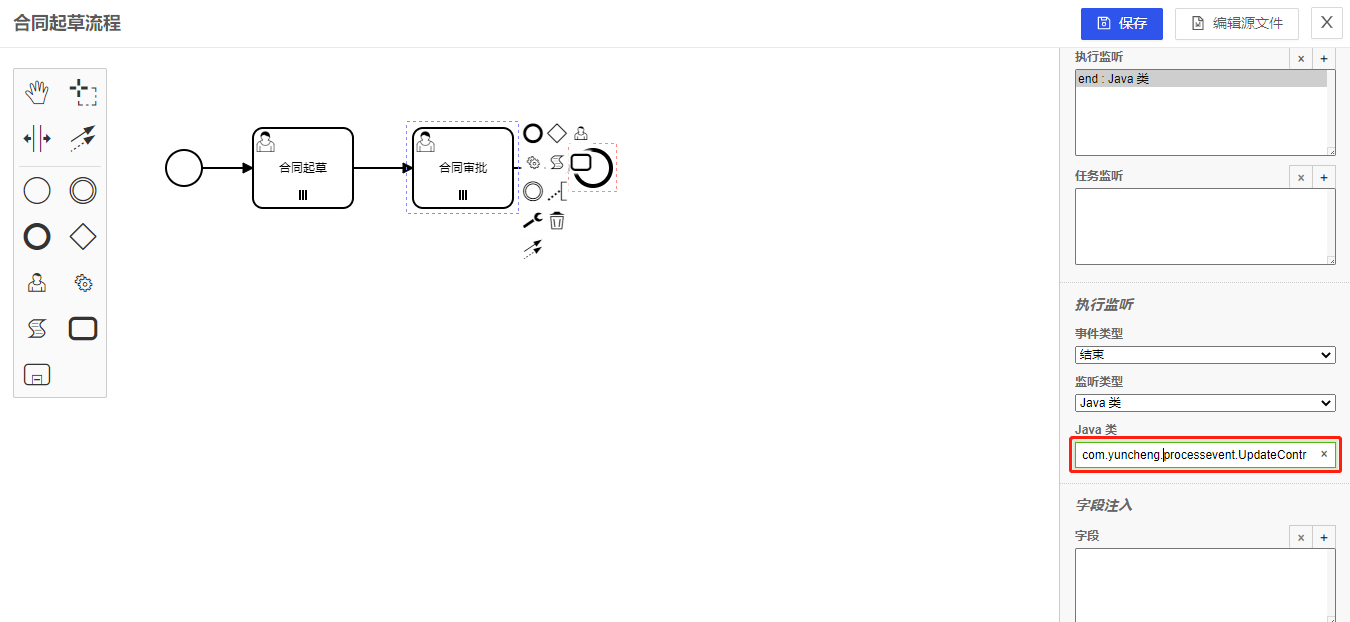 合同起草流程
保存
编辑源文件
X
合同起草
合同审批
执行监听
× +
end : Java 类
任务监听
× +
执行监听
事件类型
结束
监听类型
Java 类
Java 类
com.yuncheng.processevent.UpdateContr ×
字段注入
字段
× +